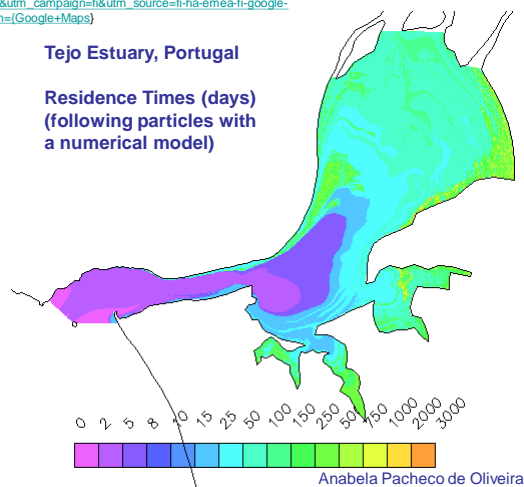 &utm_campaign=fi&utm_source=fi-ha-emea-fi-google-
n={Google+Maps}
Tejo Estuary, Portugal
Residence Times (days)
(following particles with
a numerical model)
0 2 5 8 10 15 25 50 100 150 250 500 750 1000 2000 3000
Anabela Pacheco de Oliveira